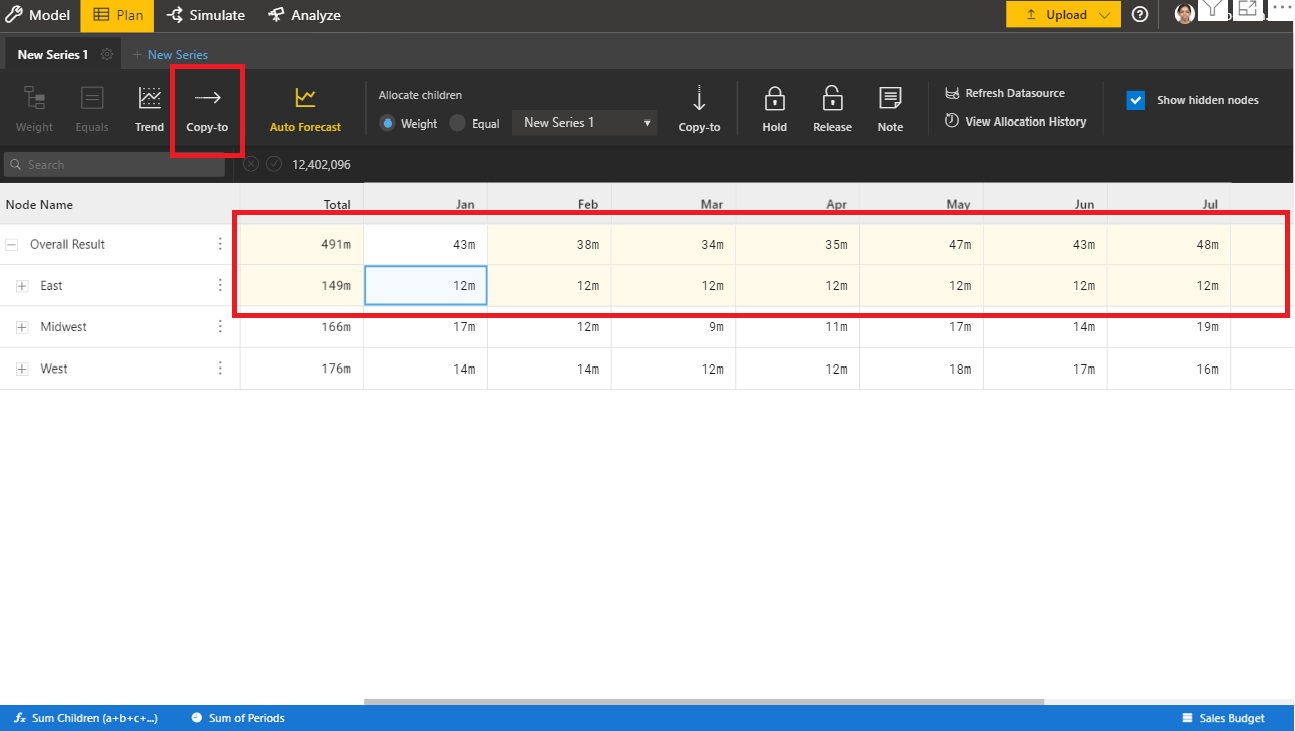 Model Plan Simulate Analyze Upload
New Series 1 + New Series
Weight Equals Trend Copy-to Auto Forecast Allocate children Weight Equal New Series 1 Copy-to Hold Release Note Refresh Datasource View Allocation History Show hidden nodes
Search 12,402,096
Node Name Total Jan Feb Mar Apr May Jun Jul
Overall Result 491m 43m 38m 34m 35m 47m 43m 48m
East 149m 12m 12m 12m 12m 12m 12m 12m
Midwest 166m 17m 12m 9m 11m 17m 14m 19m
West 176m 14m 14m 12m 12m 18m 17m 16m
fx Sum Children (a+b+c+...) Sum of Periods Sales Budget